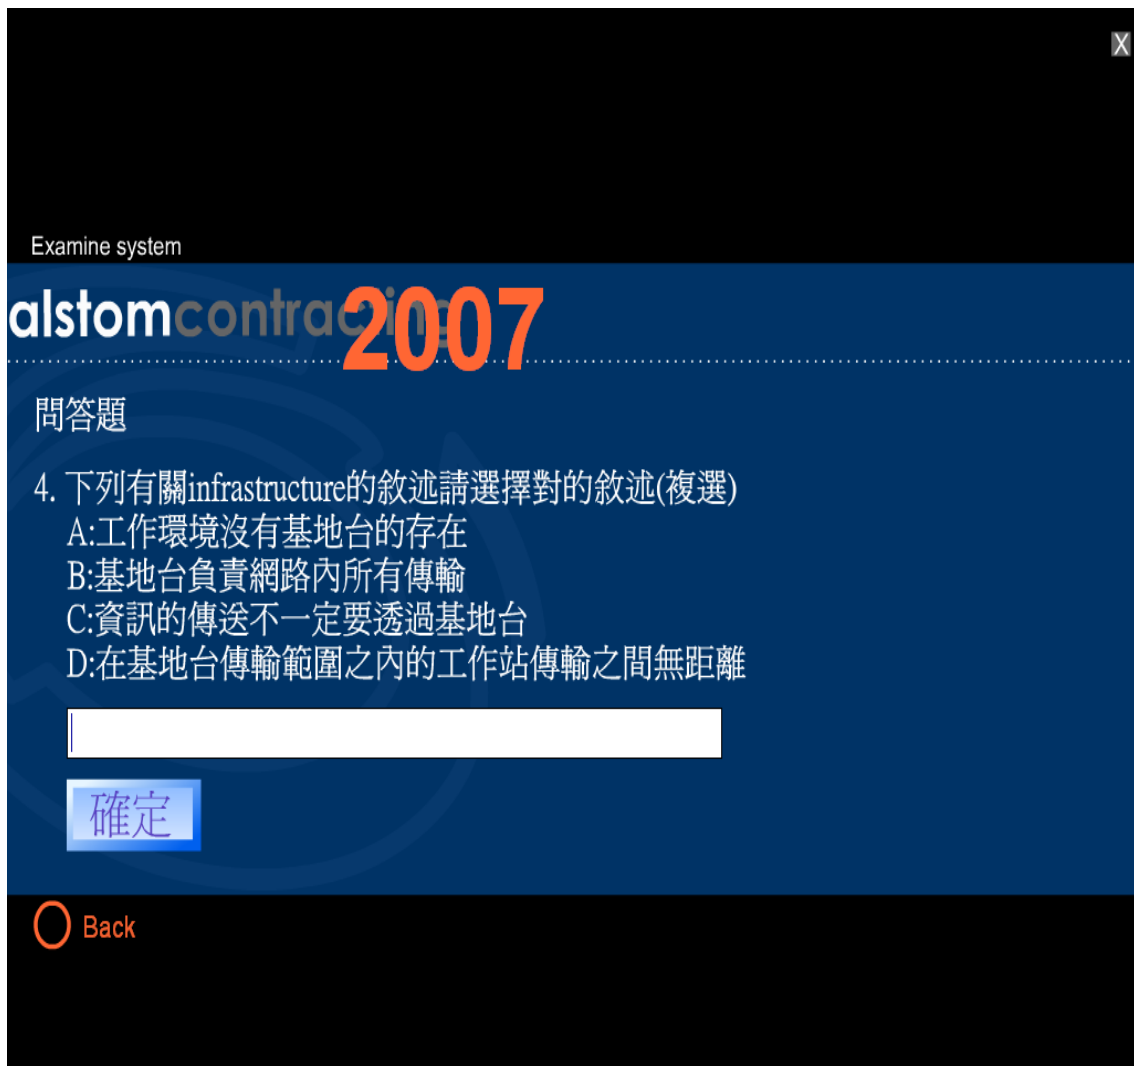 X
Examine system
alstomcontracting 2007
問答題
4. 下列有關infrastructure的敘述請選擇對的敘述(複選)
A:工作環境沒有基地台的存在
B:基地台負責網路內所有傳輸
C:資訊的傳送不一定要透過基地台
D:在基地台傳輸範圍之內的工作站傳輸之間無距離
確定
Back